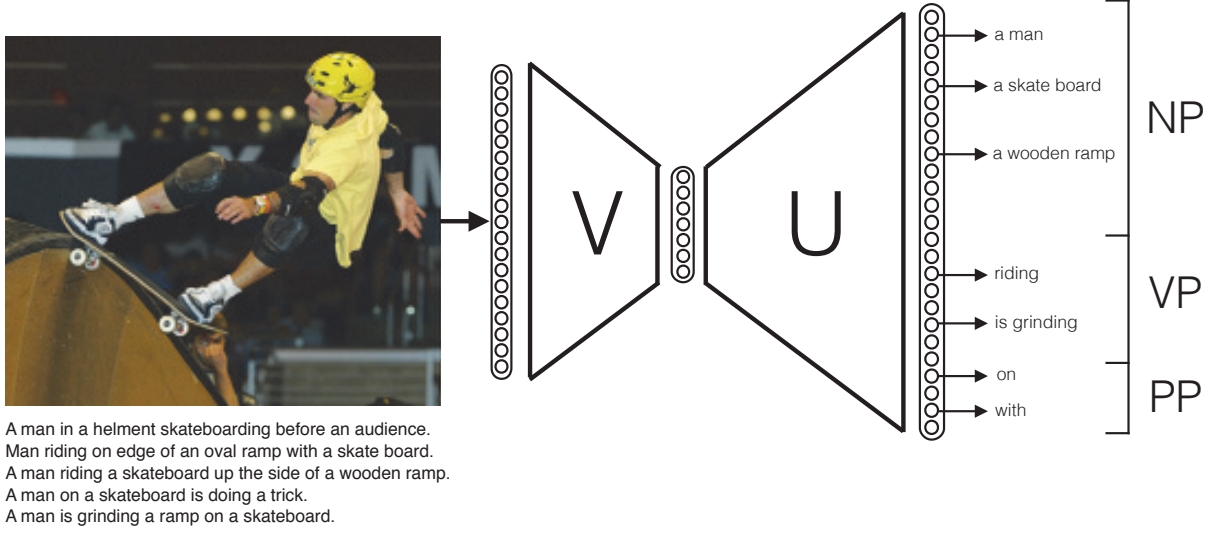 A man in a helment skateboarding before an audience.
Man riding on edge of an oval ramp with a skate board.
A man riding a skateboard up the side of a wooden ramp.
A man on a skateboard is doing a trick.
A man is grinding a ramp on a skateboard.
V
U
a man
a skate board
a wooden ramp
riding
is grinding
on
with
NP
VP
PP